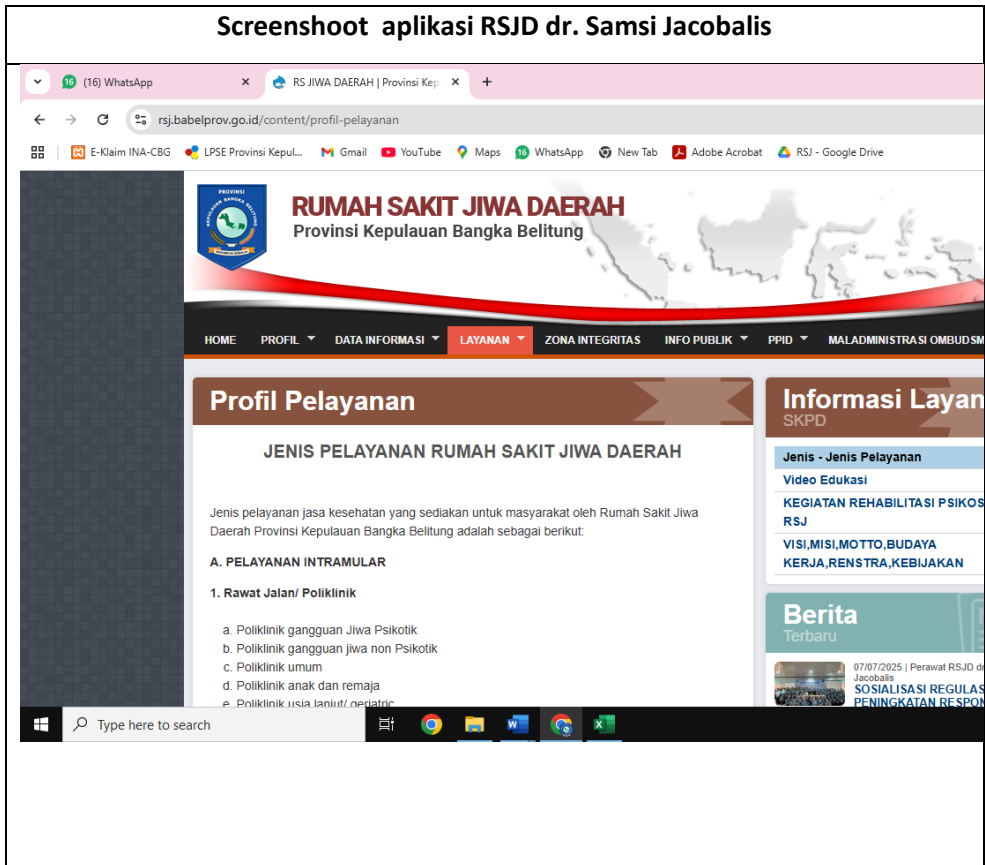 Screenshoot aplikasi RSJD dr. Samsi Jacobalis
16
(16) WhatsApp
RS JIWA DAERAH | Provinsi Kep
rsj.babelprov.go.id/content/profil-pelayanan
E-Klaim INA-CBG
LPSE Provinsi Kepul...
Gmail
YouTube
Maps
16
WhatsApp
New Tab
Adobe Acrobat
RSJ - Google Drive
PROVINSI
RUMAH SAKIT JIWA DAERAH
Provinsi Kepulauan Bangka Belitung
HOME
PROFIL
DATA INFORMASI
LAYANAN
ZONA INTEGRITAS
INFO PUBLIK
PPID
MALADMINISTRASI OMBUDSM
Profil Pelayanan
JENIS PELAYANAN RUMAH SAKIT JIWA DAERAH
Jenis pelayanan jasa kesehatan yang sediakan untuk masyarakat oleh Rumah Sakit Jiwa
Daerah Provinsi Kepulauan Bangka Belitung adalah sebagai berikut:
A. PELAYANAN INTRAMULAR
1. Rawat Jalan/ Poliklinik
a. Poliklinik gangguan Jiwa Psikotik
b. Poliklinik gangguan jiwa non Psikotik
c. Poliklinik umum
d. Poliklinik anak dan remaja
e. Poliklinik usia lanjut/ geriatric
Informasi Layan
SKPD
Jenis - Jenis Pelayanan
Video Edukasi
KEGIATAN REHABILITASI PSIKOS
RSJ
VISI,MISI,MOTTO,BUDAYA
KERJA,RENSTRA,KEBIJAKAN
Berita
Terbaru
07/07/2025 | Perawat RSJD dr
Jacobalis
SOSIALISASI REGULAS
PENINGKATAN RESPON
Type here to search